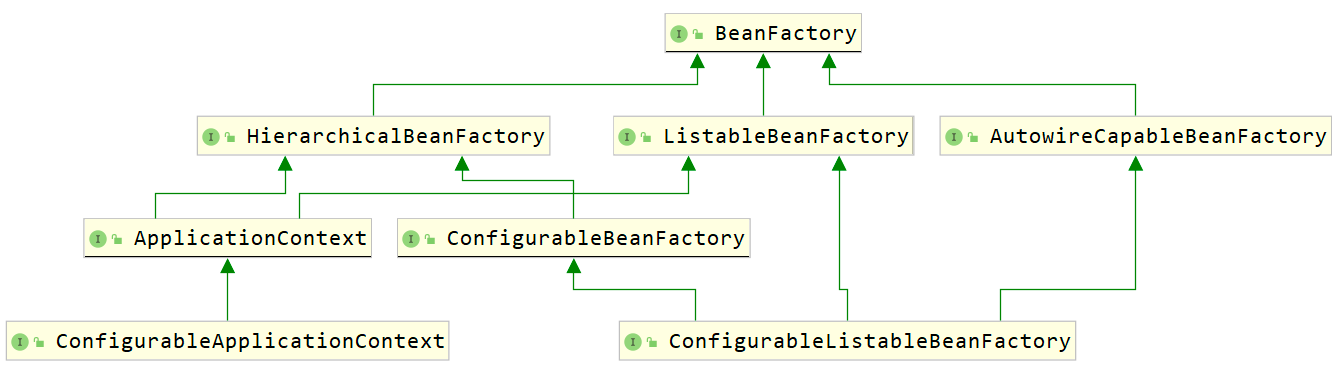 I BeanFactory
I HierarchicalBeanFactory
I ListableBeanFactory
I AutowireCapableBeanFactory
I ApplicationContext
I ConfigurableBeanFactory
I ConfigurableApplicationContext
I ConfigurableListableBeanFactory